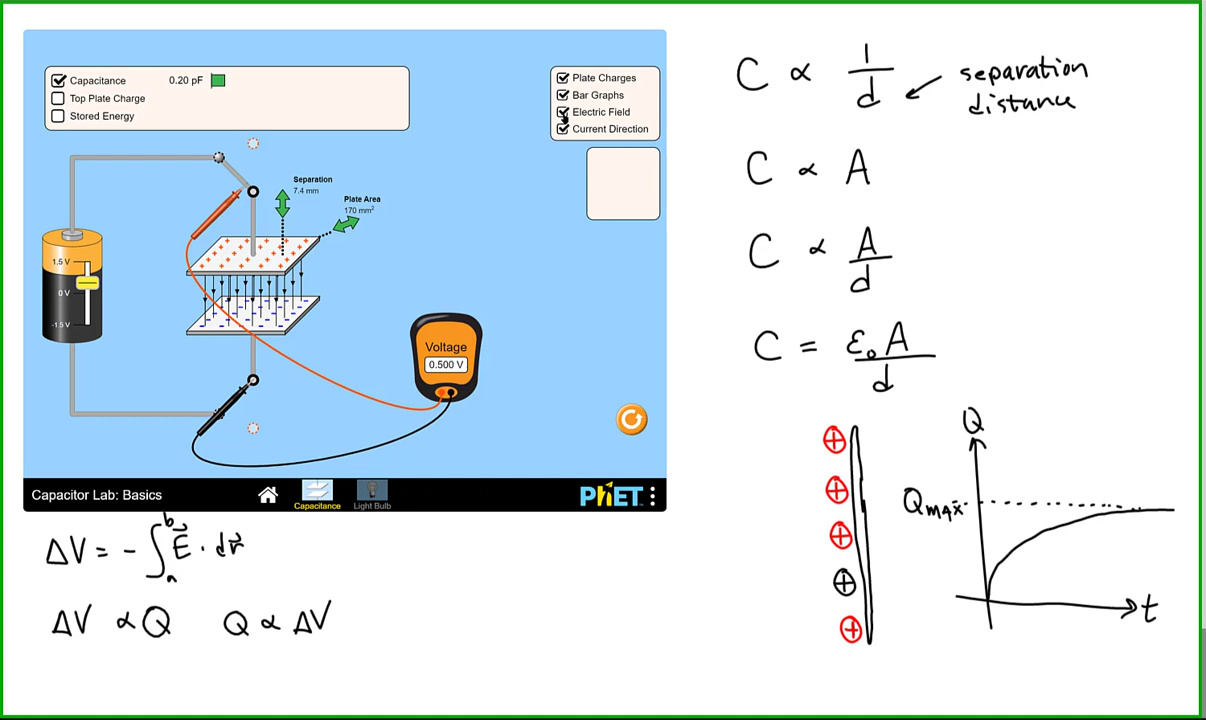 Capacitance 0.20 pF
Top Plate Charge
Stored Energy
Plate Charges
Bar Graphs
Electric Field
Current Direction
Separation
7.4 mm
Plate Area
170 mm²
1.5 V
0 V
-1.5 V
Voltage
0.500 V
Capacitor Lab: Basics
Capacitance
Light Bulb
PhET
C ∝ 1/d
separation
distance
C ∝ A
C ∝ A/d
C = ε₀A/d
Q
Qmax
t
ΔV = - ∫ₐᵇ E⃗ · dr⃗
ΔV ∝ Q Q ∝ ΔV